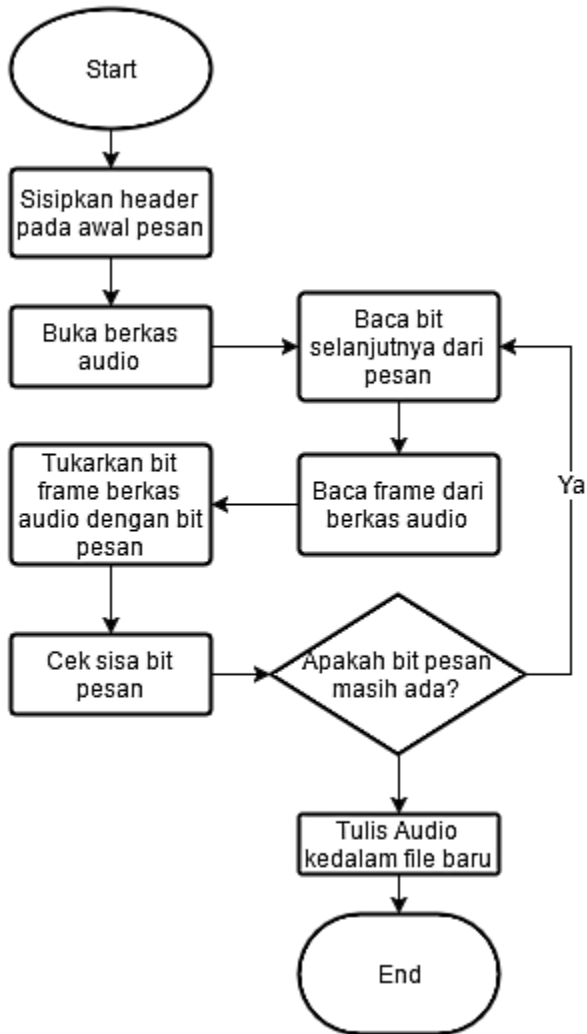 Start
Sisipkan header
pada awal pesan
Buka berkas
audio
Baca bit
selanjutnya dari
pesan
Baca frame dari
berkas audio
Tukarkan bit
frame berkas
audio dengan bit
pesan
Cek sisa bit
pesan
Apakah bit pesan
masih ada?
Ya
Tulis Audio
kedalam file baru
End